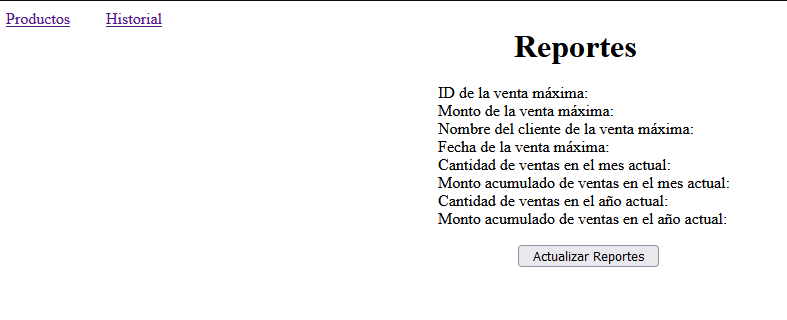 Productos Historial
Reportes
ID de la venta máxima:
Monto de la venta máxima:
Nombre del cliente de la venta máxima:
Fecha de la venta máxima:
Cantidad de ventas en el mes actual:
Monto acumulado de ventas en el mes actual:
Cantidad de ventas en el año actual:
Monto acumulado de ventas en el año actual:
Actualizar Reportes